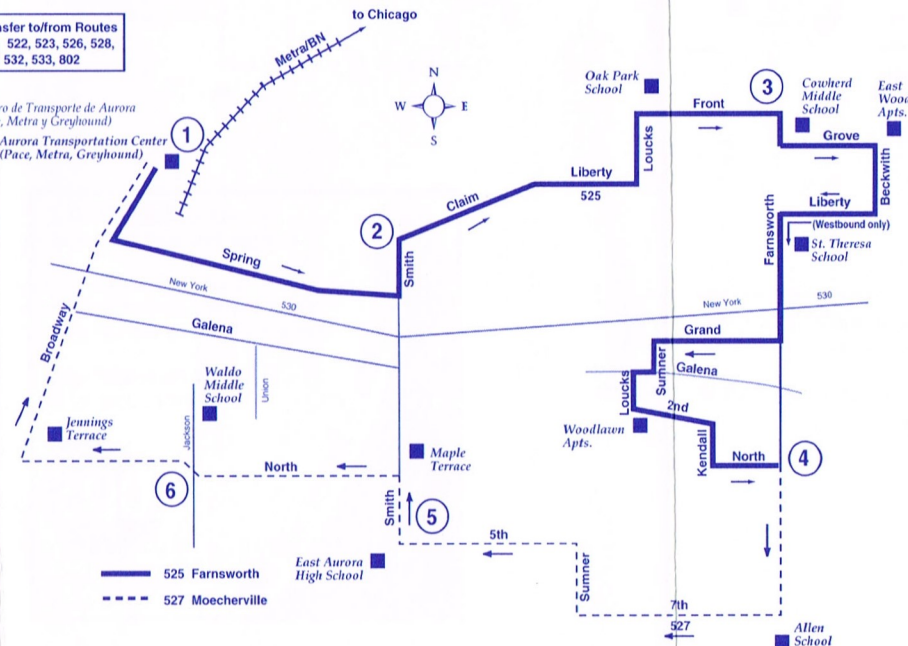 nsfer to/from Routes
522, 523, 526, 528,
532, 533, 802
to Chicago
Metra/BN
ro de Transporte de Aurora
, Metra y Greyhound)
Aurora Transportation Center
(Pace, Metra, Greyhound)
1
N
W E
S
Oak Park
School
3
Cowherd
Middle
School
East
Wood
Apts.
Front
Loucks
Grove
Beckwith
Liberty
525
Claim
2
Smith
Liberty
(Westbound only)
Farnsworth
St. Theresa
School
Spring
New York
530
New York
530
Galena
Grand
Sumner
Galena
Loucks
2nd
Woodlawn
Apts.
Kendall
North
4
Broadway
Waldo
Middle
School
Union
Jackson
Jennings
Terrace
Maple
Terrace
North
6
Smith
5
5th
East Aurora
High School
Sumner
7th
527
Allen
School
525 Farnsworth
527 Moecherville